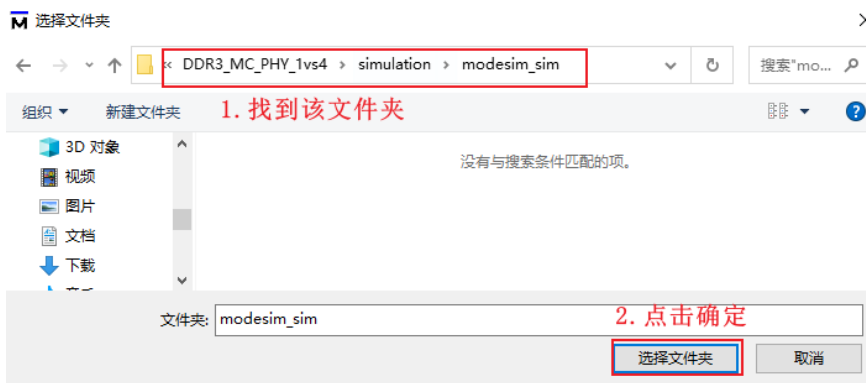 选择文件夹
« DDR3_MC_PHY_1vs4 › simulation › modesim_sim
搜索"mo...
组织 新建文件夹 1.找到该文件夹
3D 对象
没有与搜索条件匹配的项。
视频
图片
文档
下载
文件夹: modesim_sim
2.点击确定
选择文件夹 取消